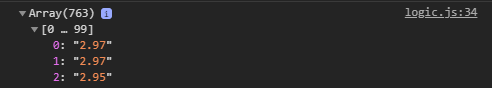 ▼Array(763) i logic.js:34
▼[0 … 99]
0: "2.97"
1: "2.97"
2: "2.95"